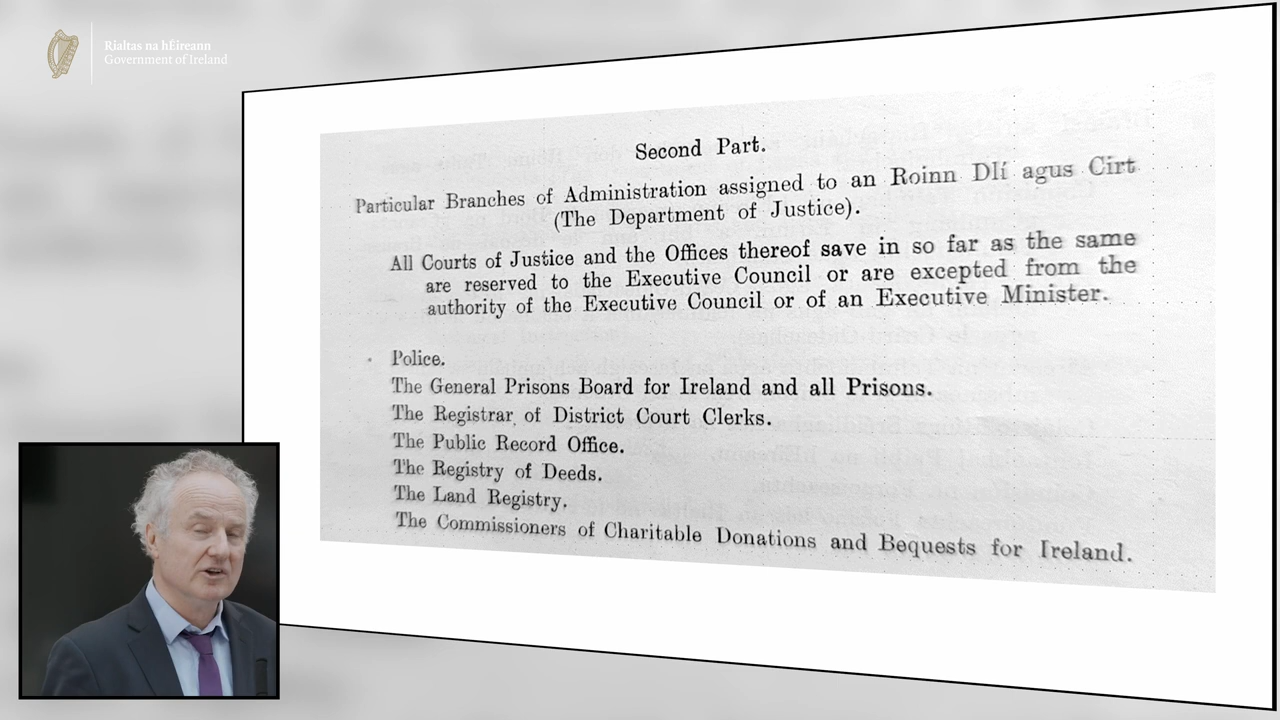 Rialtas na hÉireann
Government of Ireland
Second Part.
Particular Branches of Administration assigned to an Roinn Dlí agus Cirt
(The Department of Justice).
All Courts of Justice and the Offices thereof save in so far as the same
are reserved to the Executive Council or are excepted from the
authority of the Executive Council or of an Executive Minister.
Police.
The General Prisons Board for Ireland and all Prisons.
The Registrar of District Court Clerks.
The Public Record Office.
The Registry of Deeds.
The Land Registry.
The Commissioners of Charitable Donations and Bequests for Ireland.